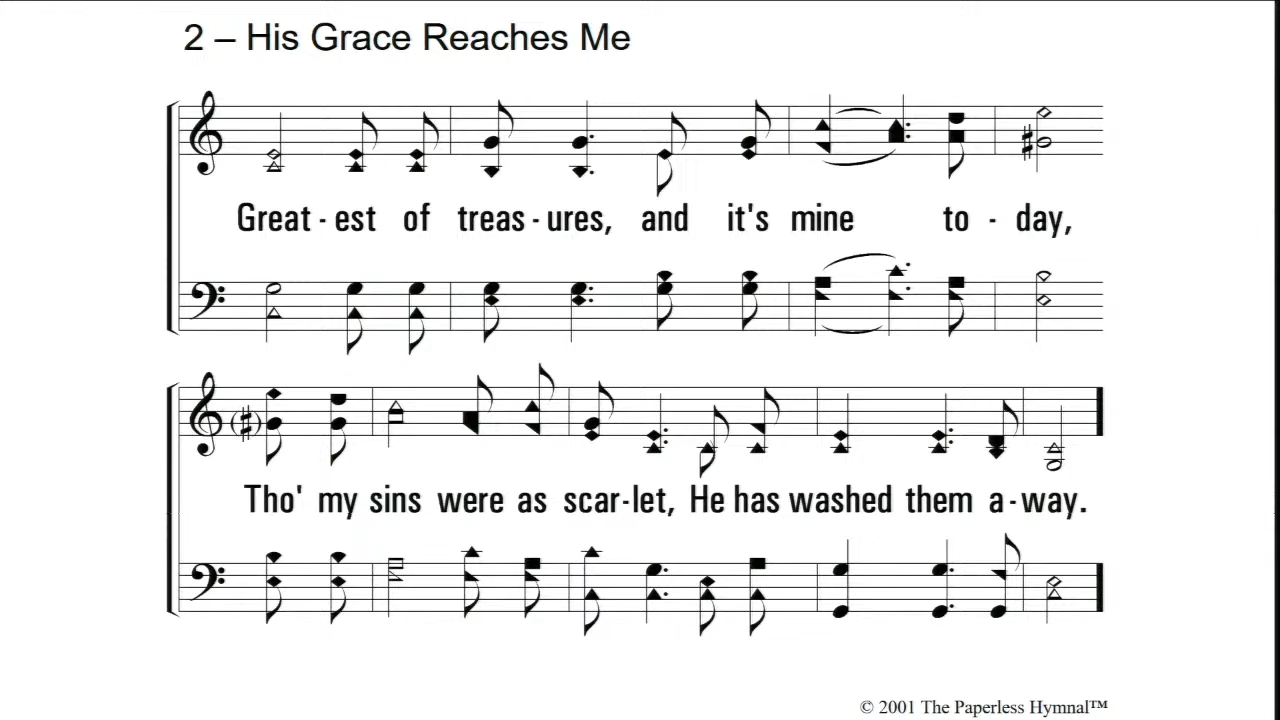 2 – His Grace Reaches Me
Great - est of treas - ures, and it's mine to - day,
Tho' my sins were as scar-let, He has washed them a-way.
© 2001 The Paperless Hymnal™